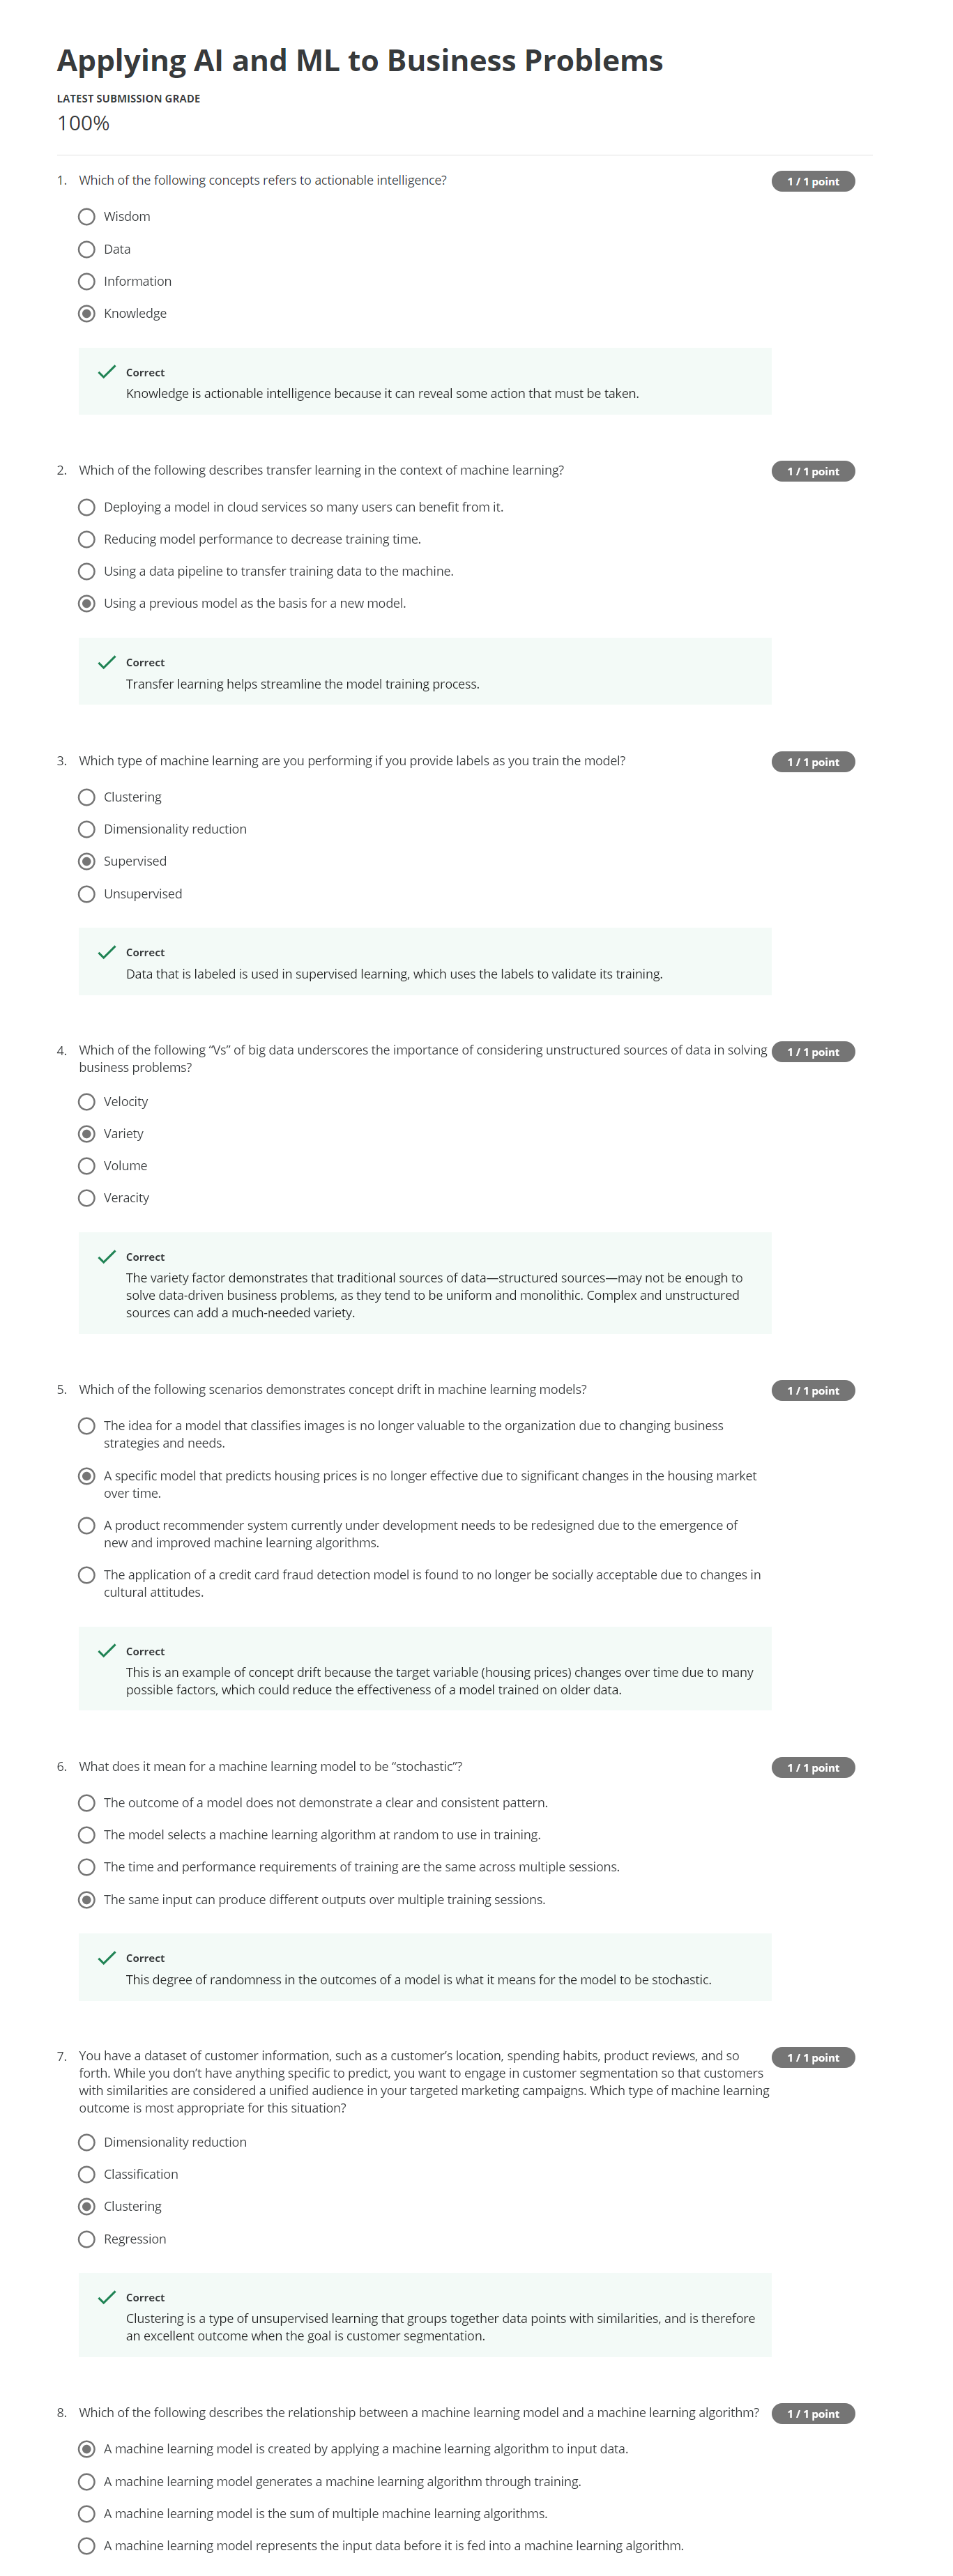 Applying AI and ML to Business Problems
LATEST SUBMISSION GRADE
100%
1. Which of the following concepts refers to actionable intelligence?
1 / 1 point
Wisdom
Data
Information
Knowledge
Correct
Knowledge is actionable intelligence because it can reveal some action that must be taken.
2. Which of the following describes transfer learning in the context of machine learning?
1 / 1 point
Deploying a model in cloud services so many users can benefit from it.
Reducing model performance to decrease training time.
Using a data pipeline to transfer training data to the machine.
Using a previous model as the basis for a new model.
Correct
Transfer learning helps streamline the model training process.
3. Which type of machine learning are you performing if you provide labels as you train the model?
1 / 1 point
Clustering
Dimensionality reduction
Supervised
Unsupervised
Correct
Data that is labeled is used in supervised learning, which uses the labels to validate its training.
4. Which of the following “Vs” of big data underscores the importance of considering unstructured sources of data in solving
business problems?
1 / 1 point
Velocity
Variety
Volume
Veracity
Correct
The variety factor demonstrates that traditional sources of data—structured sources—may not be enough to
solve data-driven business problems, as they tend to be uniform and monolithic. Complex and unstructured
sources can add a much-needed variety.
5. Which of the following scenarios demonstrates concept drift in machine learning models?
1 / 1 point
The idea for a model that classifies images is no longer valuable to the organization due to changing business
strategies and needs.
A specific model that predicts housing prices is no longer effective due to significant changes in the housing market
over time.
A product recommender system currently under development needs to be redesigned due to the emergence of
new and improved machine learning algorithms.
The application of a credit card fraud detection model is found to no longer be socially acceptable due to changes in
cultural attitudes.
Correct
This is an example of concept drift because the target variable (housing prices) changes over time due to many
possible factors, which could reduce the effectiveness of a model trained on older data.
6. What does it mean for a machine learning model to be “stochastic”?
1 / 1 point
The outcome of a model does not demonstrate a clear and consistent pattern.
The model selects a machine learning algorithm at random to use in training.
The time and performance requirements of training are the same across multiple sessions.
The same input can produce different outputs over multiple training sessions.
Correct
This degree of randomness in the outcomes of a model is what it means for the model to be stochastic.
7. You have a dataset of customer information, such as a customer’s location, spending habits, product reviews, and so
forth. While you don’t have anything specific to predict, you want to engage in customer segmentation so that customers
with similarities are considered a unified audience in your targeted marketing campaigns. Which type of machine learning
outcome is most appropriate for this situation?
1 / 1 point
Dimensionality reduction
Classification
Clustering
Regression
Correct
Clustering is a type of unsupervised learning that groups together data points with similarities, and is therefore
an excellent outcome when the goal is customer segmentation.
8. Which of the following describes the relationship between a machine learning model and a machine learning algorithm?
1 / 1 point
A machine learning model is created by applying a machine learning algorithm to input data.
A machine learning model generates a machine learning algorithm through training.
A machine learning model is the sum of multiple machine learning algorithms.
A machine learning model represents the input data before it is fed into a machine learning algorithm.